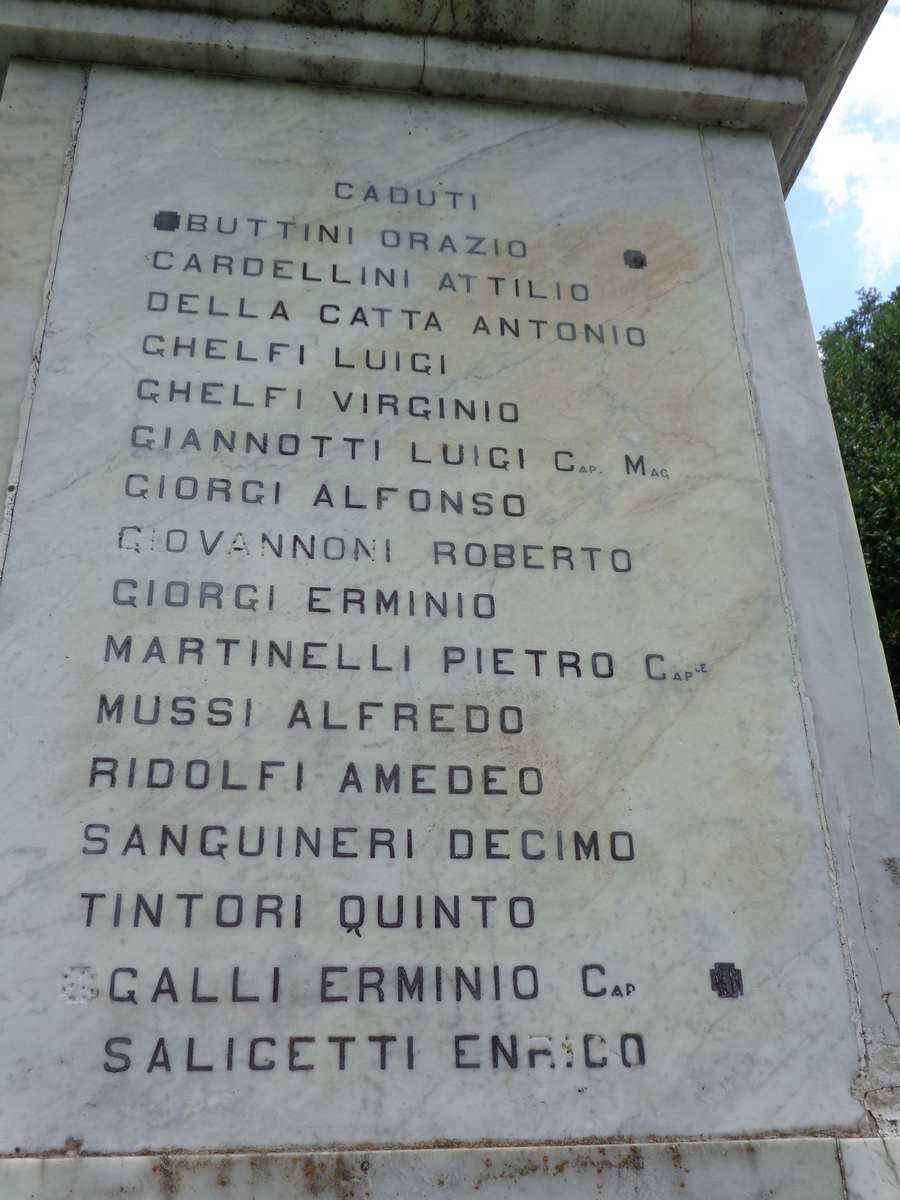 CADUTI
BUTTINI ORAZIO
CARDELLINI ATTILIO
DELLA CATTA ANTONIO
GHELFI LUIGI
GHELFI VIRGINIO
GIANNOTTI LUIGI CAP. MAG
GIORGI ALFONSO
GIOVANNONI ROBERTO
GIORGI ERMINIO
MARTINELLI PIETRO CAPLE
MUSSI ALFREDO
RIDOLFI AMEDEO
SANGUINERI DECIMO
TINTORI QUINTO
GALLI ERMINIO CAP
SALICETTI ENRICO